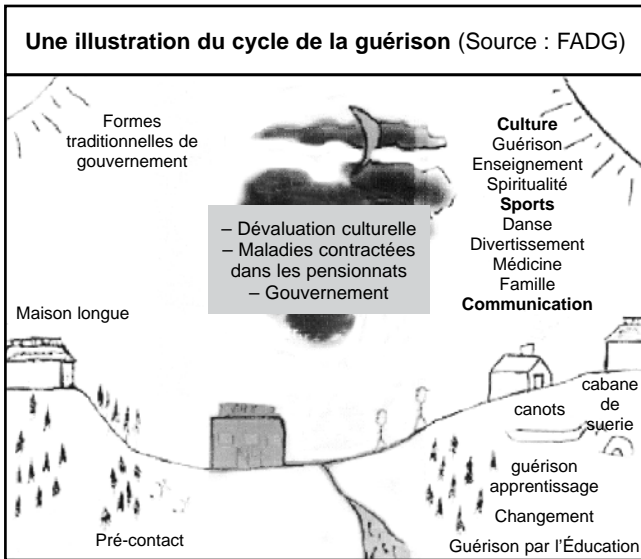 Une illustration du cycle de la guérison (Source : FADG)
Formes
traditionnelles de
gouvernement
Culture
Guérison
Enseignement
Spiritualité
Sports
Danse
Divertissement
Médicine
Famille
Communication
– Dévaluation culturelle
– Maladies contractées
dans les pensionnats
– Gouvernement
Maison longue
canots
cabane
de
suerie
guérison
apprentissage
Changement
Pré-contact
Guérison par l'Éducation